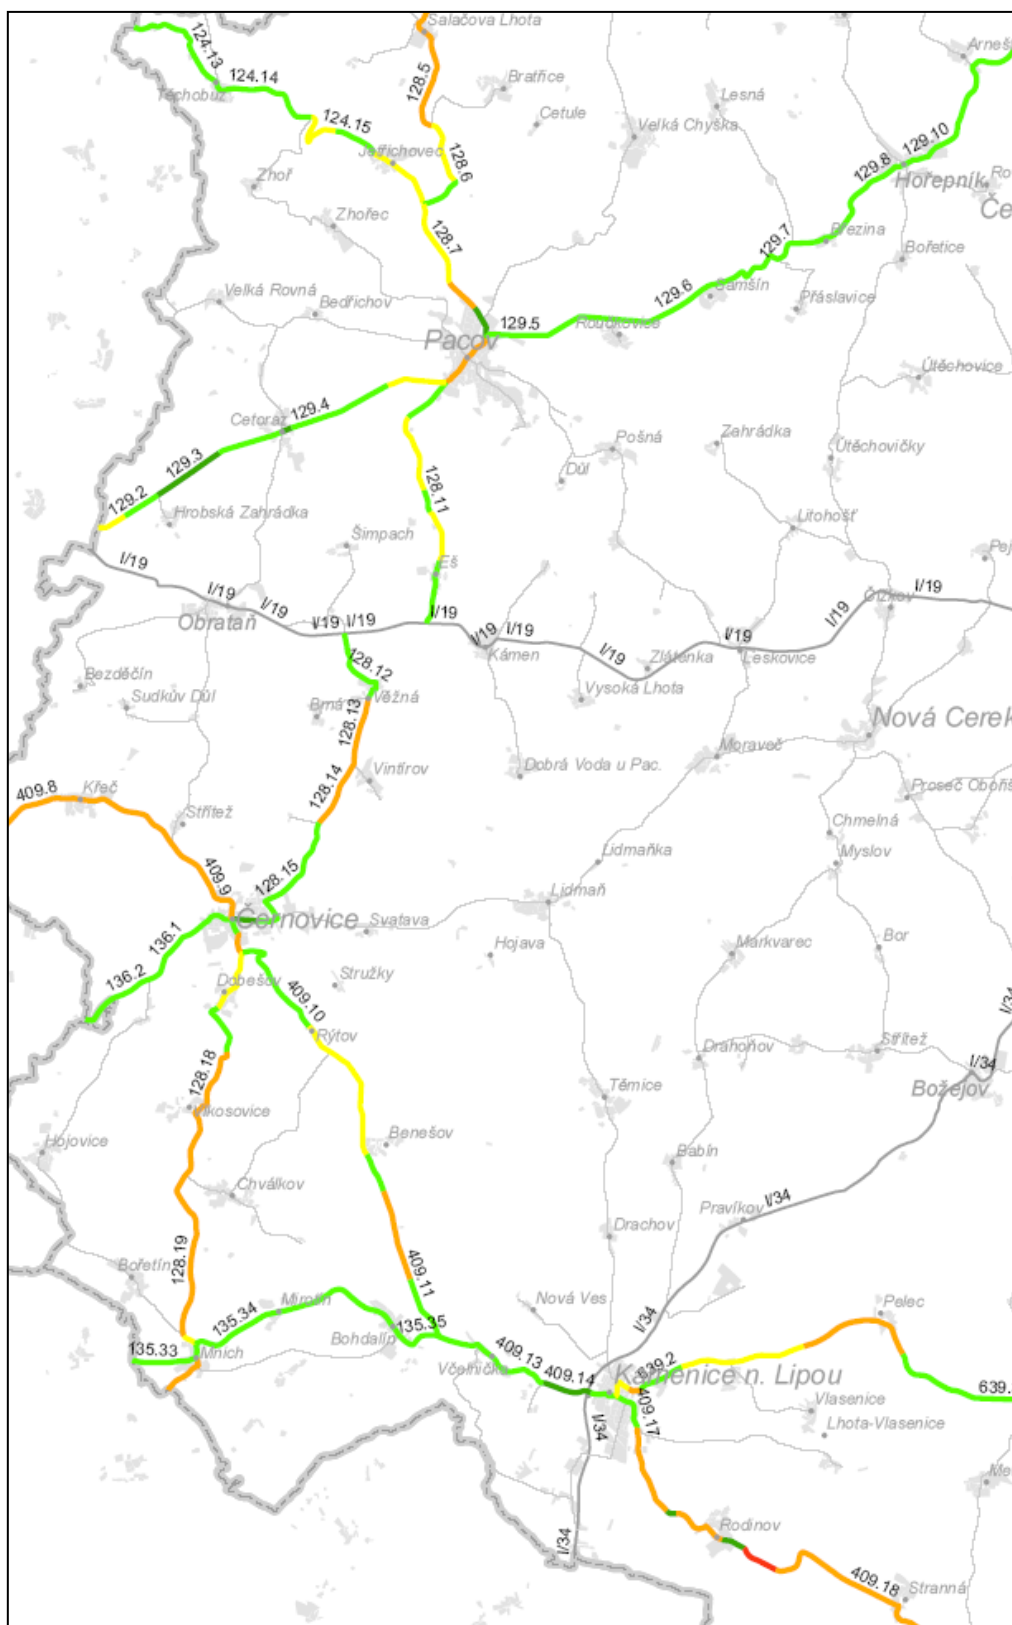 Salačova Lhota
Arneš
124.13
124.14
Těchobuz
128.5
Bratřice
Lesná
Cetule
Velká Chyška
124.15
Jetřichovec
128.6
129.10
129.8
Hořepník
Ro
Če
Zhoř
Zhořec
128.7
129.7
Březina
Bořetice
Velká Rovná
Bedřichov
129.6
Samšín
Přáslavice
129.5
Roučkovice
Pacov
Útěchovice
Cetoraz
129.4
Pošná
Zahrádka
Útěchovičky
129.3
Důl
128.11
129.2
Hrobská Zahrádka
Litohošť
Šimpach
Pej
I/19
Eš
I/19
I/19
I/19
I/19
I/19
I/19
I/19
I/19
I/19
I/19
I/19
Čížkov
Obrataň
Kámen
Zlátenka
Leskovice
Bezděčín
128.12
Vysoká Lhota
Sudkův Důl
Brná
Věžná
128.13
Nová Cerek
Moraveč
409.8
Křeč
128.14
Vintířov
Dobrá Voda u Pac.
Proseč Obořiš
Střítež
Chmelná
Myslov
409.9
128.15
Lidmaňka
Lidmaň
Černovice
Svatava
136.1
Hojava
Markvarec
Bor
136.2
Dobešov
Stružky
409.10
Rýtov
I/34
Drahoňov
Střítež
I/34
Božejov
128.18
Vlkosovice
Těmice
Hojovice
Benešov
Babín
Chválkov
Pravíkov
I/34
Drachov
128.19
Bořetín
409.11
135.34
Mirotín
Nová Ves
I/34
Pelec
135.33
Mnich
Bohdalín
135.35
Včelnička
409.13
409.14
639.2
Kamenice n. Lipou
639.
409.17
Vlasenice
I/34
Lhota-Vlasenice
Me
I/34
Rodinov
409.18
Stranná